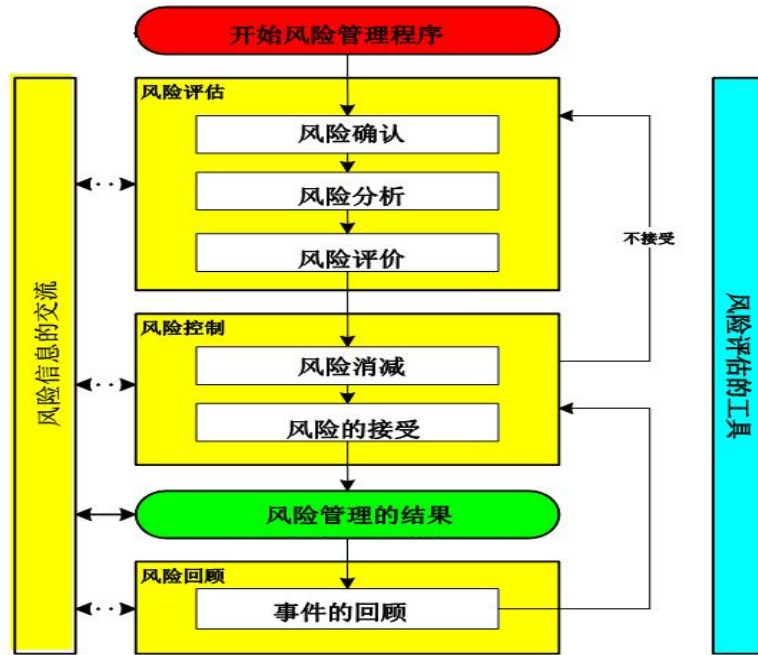 开始风险管理程序
风险评估
风险确认
风险分析
风险评价
不接受
风险控制
风险消减
风险的接受
风险管理的结果
风险回顾
事件的回顾
风险信息的交流
风险评估的工具